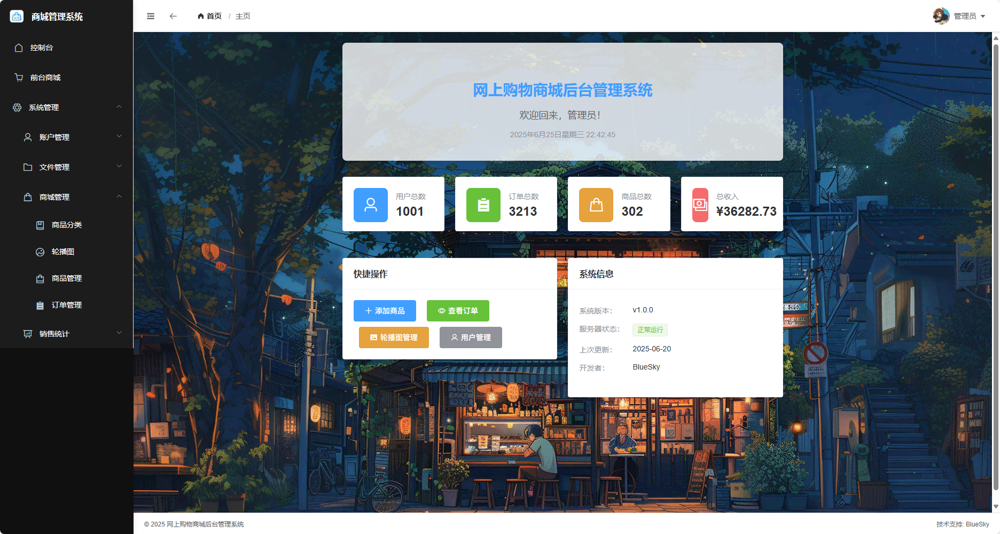 商城管理系统
控制台
前台商城
系统管理
账户管理
文件管理
商城管理
商品分类
轮播图
商品管理
订单管理
销售统计
首页 / 主页
管理员
网上购物商城后台管理系统
欢迎回来，管理员！
2025年6月25日星期三 22:42:45
用户总数
1001
订单总数
3213
商品总数
302
总收入
¥36282.73
快捷操作
添加商品
查看订单
轮播图管理
用户管理
系统信息
系统版本： v1.0.0
服务器状态： 正常运行
上次更新： 2025-06-20
开发者： BlueSky
© 2025 网上购物商城后台管理系统
技术支持: BlueSky